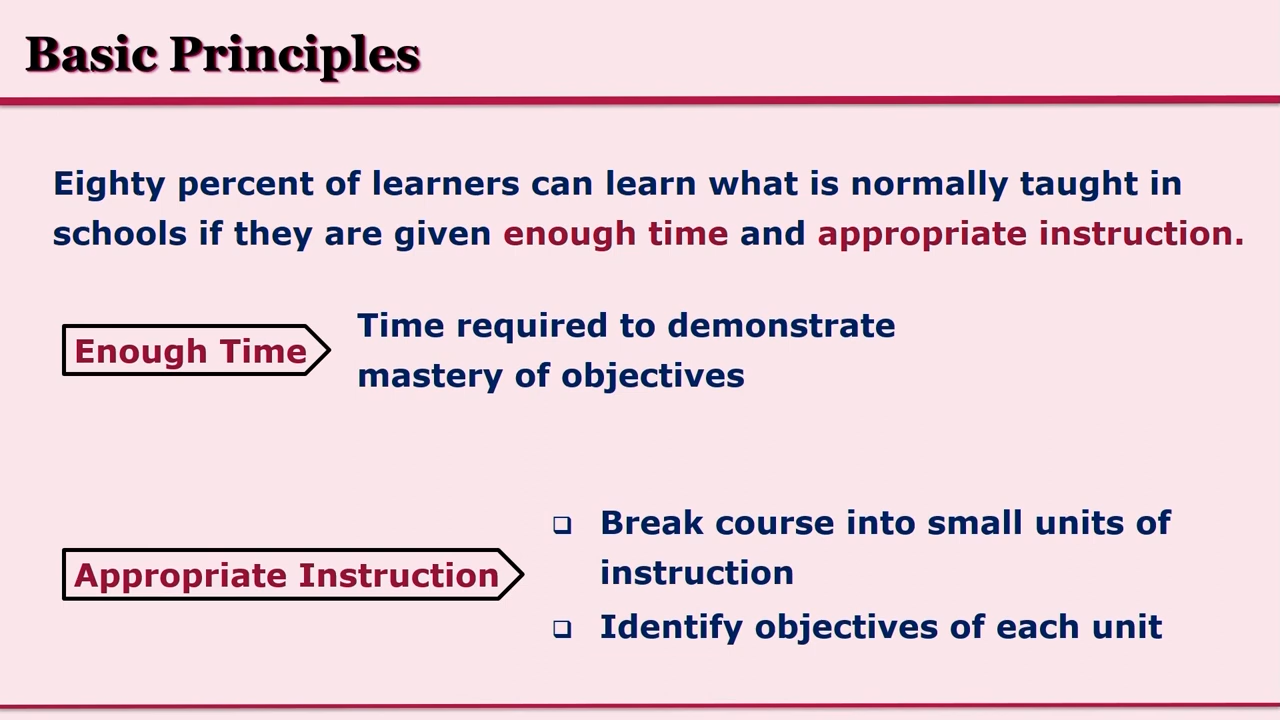 Basic Principles
Eighty percent of learners can learn what is normally taught in
schools if they are given enough time and appropriate instruction.
Enough Time
Time required to demonstrate
mastery of objectives
Appropriate Instruction
❑ Break course into small units of
instruction
❑ Identify objectives of each unit